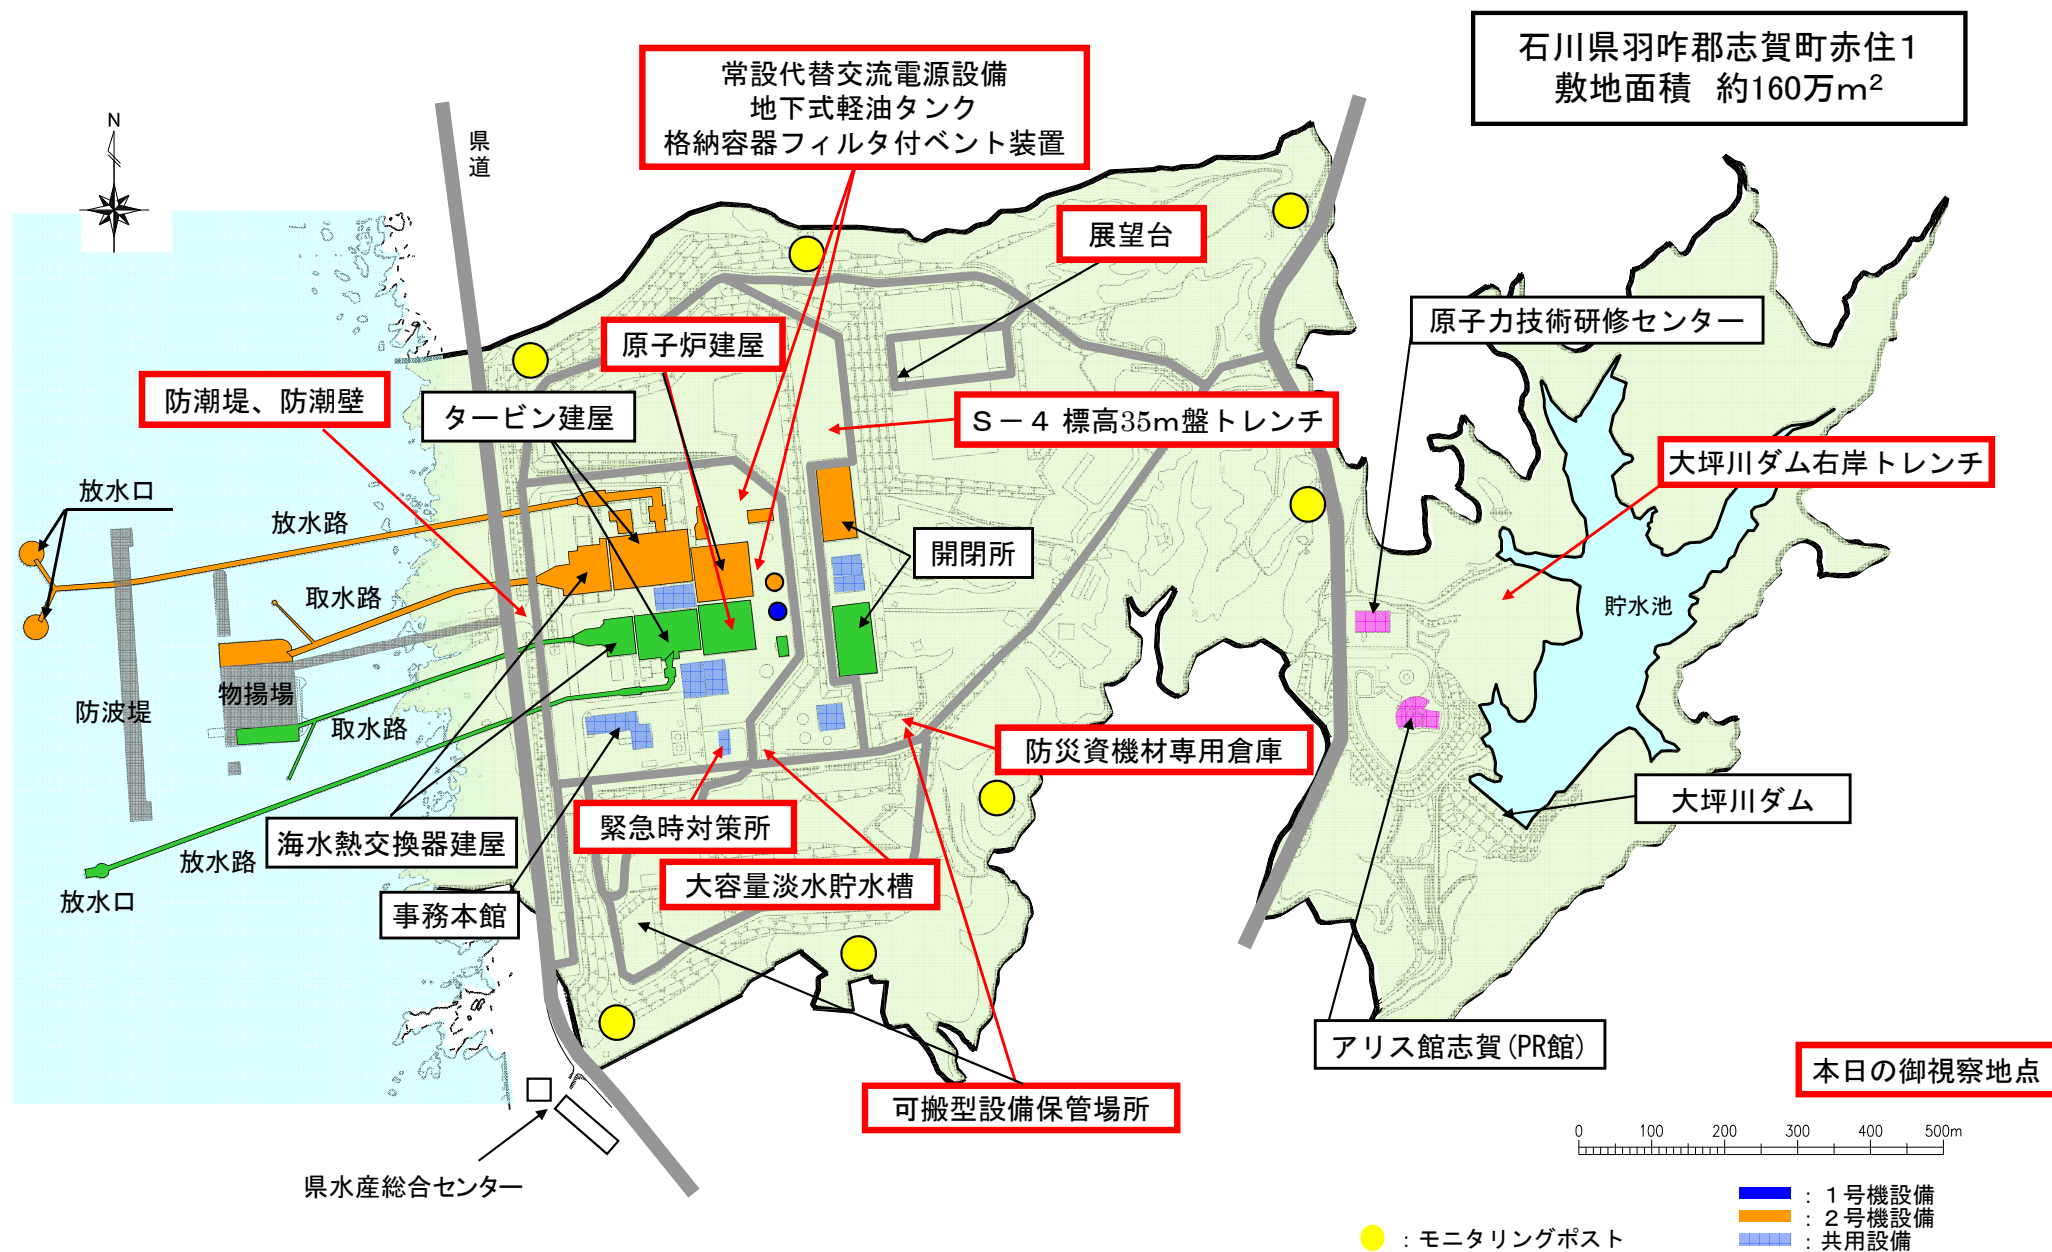 石川県羽咋郡志賀町赤住1
敷地面積 約160万m²
常設代替交流電源設備
地下式軽油タンク
格納容器フィルタ付ベント装置
N
県道
展望台
原子力技術研修センター
原子炉建屋
防潮堤、防潮壁
タービン建屋
S-4 標高35m盤トレンチ
大坪川ダム右岸トレンチ
放水口
放水路
開閉所
取水路
貯水池
物揚場
防波堤
取水路
防災資機材専用倉庫
大坪川ダム
緊急時対策所
海水熱交換器建屋
放水路
大容量淡水貯水槽
放水口
事務本館
アリス館志賀(PR館)
本日の御視察地点
可搬型設備保管場所
0 100 200 300 400 500m
県水産総合センター
:1号機設備
:2号機設備
:モニタリングポスト
:共用設備